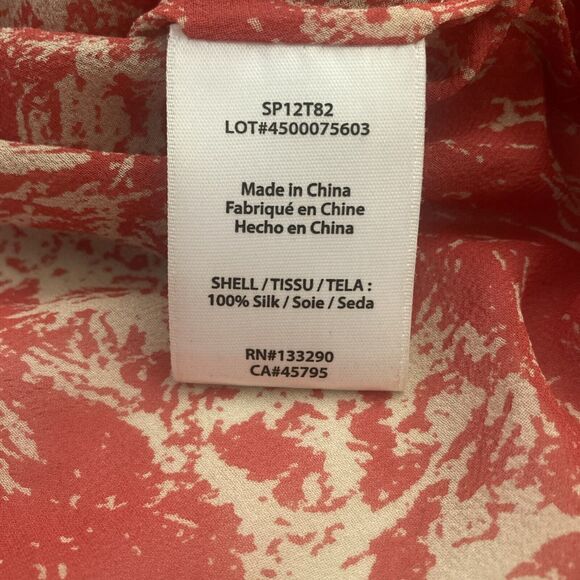 SP12T82
LOT#4500075603
Made in China
Fabriqué en Chine
Hecho en China
SHELL / TISSU / TELA :
100% Silk / Soie / Seda
RN#133290
CA#45795